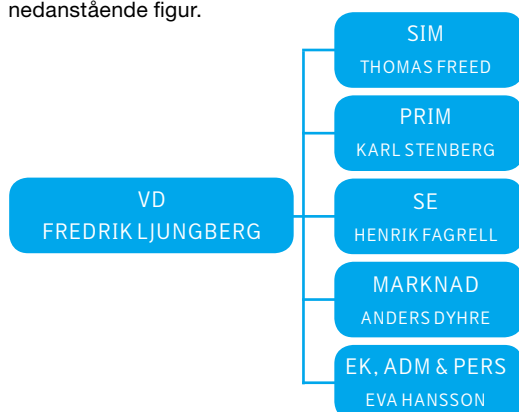 nedanstående figur.
SIM
THOMAS FREED
PRIM
KARL STENBERG
VD
FREDRIK LJUNGBERG
SE
HENRIK FAGRELL
MARKNAD
ANDERS DYHRE
EK, ADM & PERS
EVA HANSSON